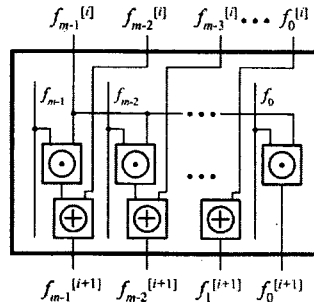 f_{m-1}^{[i]} f_{m-2}^{[i]} f_{m-3}^{[i]} ••• f_0^{[i]}
f_{m-1} f_{m-2} f_0
•••
•••
f_{m-1}^{[i+1]} f_{m-2}^{[i+1]} f_1^{[i+1]} f_0^{[i+1]}